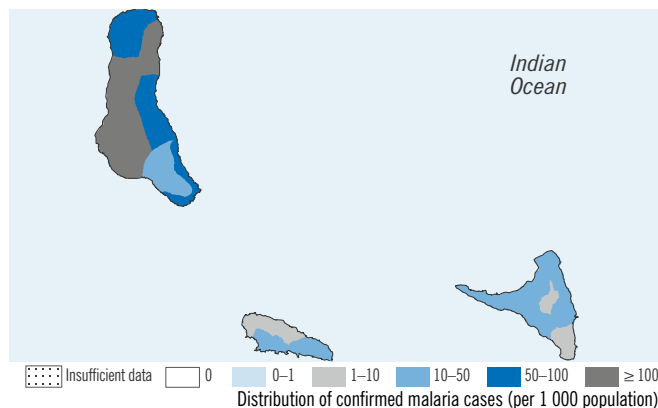 Indian
Ocean
Insufficient data 0 0–1 1–10 10–50 50–100 ≥ 100
Distribution of confirmed malaria cases (per 1 000 population)